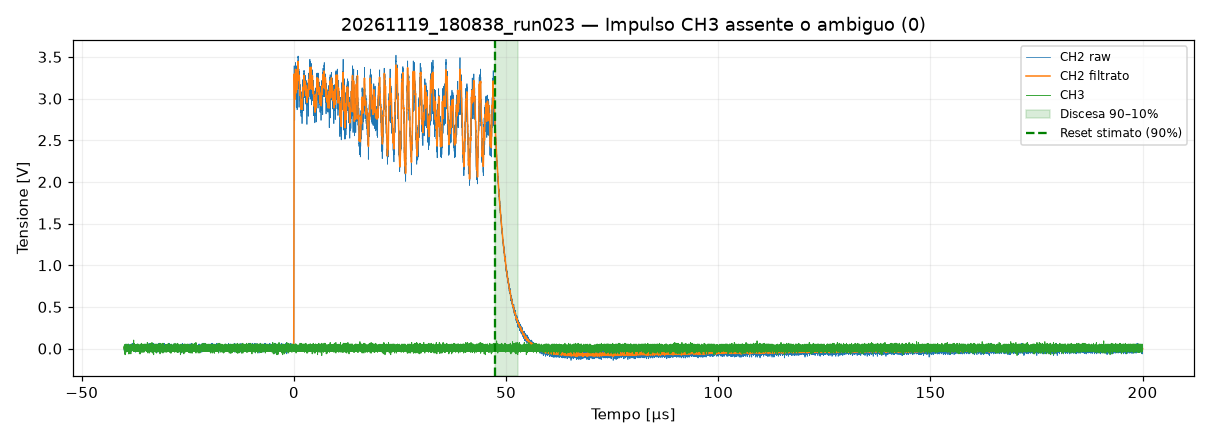 20261119_180838_run023 — Impulso CH3 assente o ambiguo (0)
CH2 raw
CH2 filtrato
CH3
Discesa 90–10%
Reset stimato (90%)
Tensione [V]
3.5
3.0
2.5
2.0
1.5
1.0
0.5
0.0
−50
0
50
100
150
200
Tempo [µs]